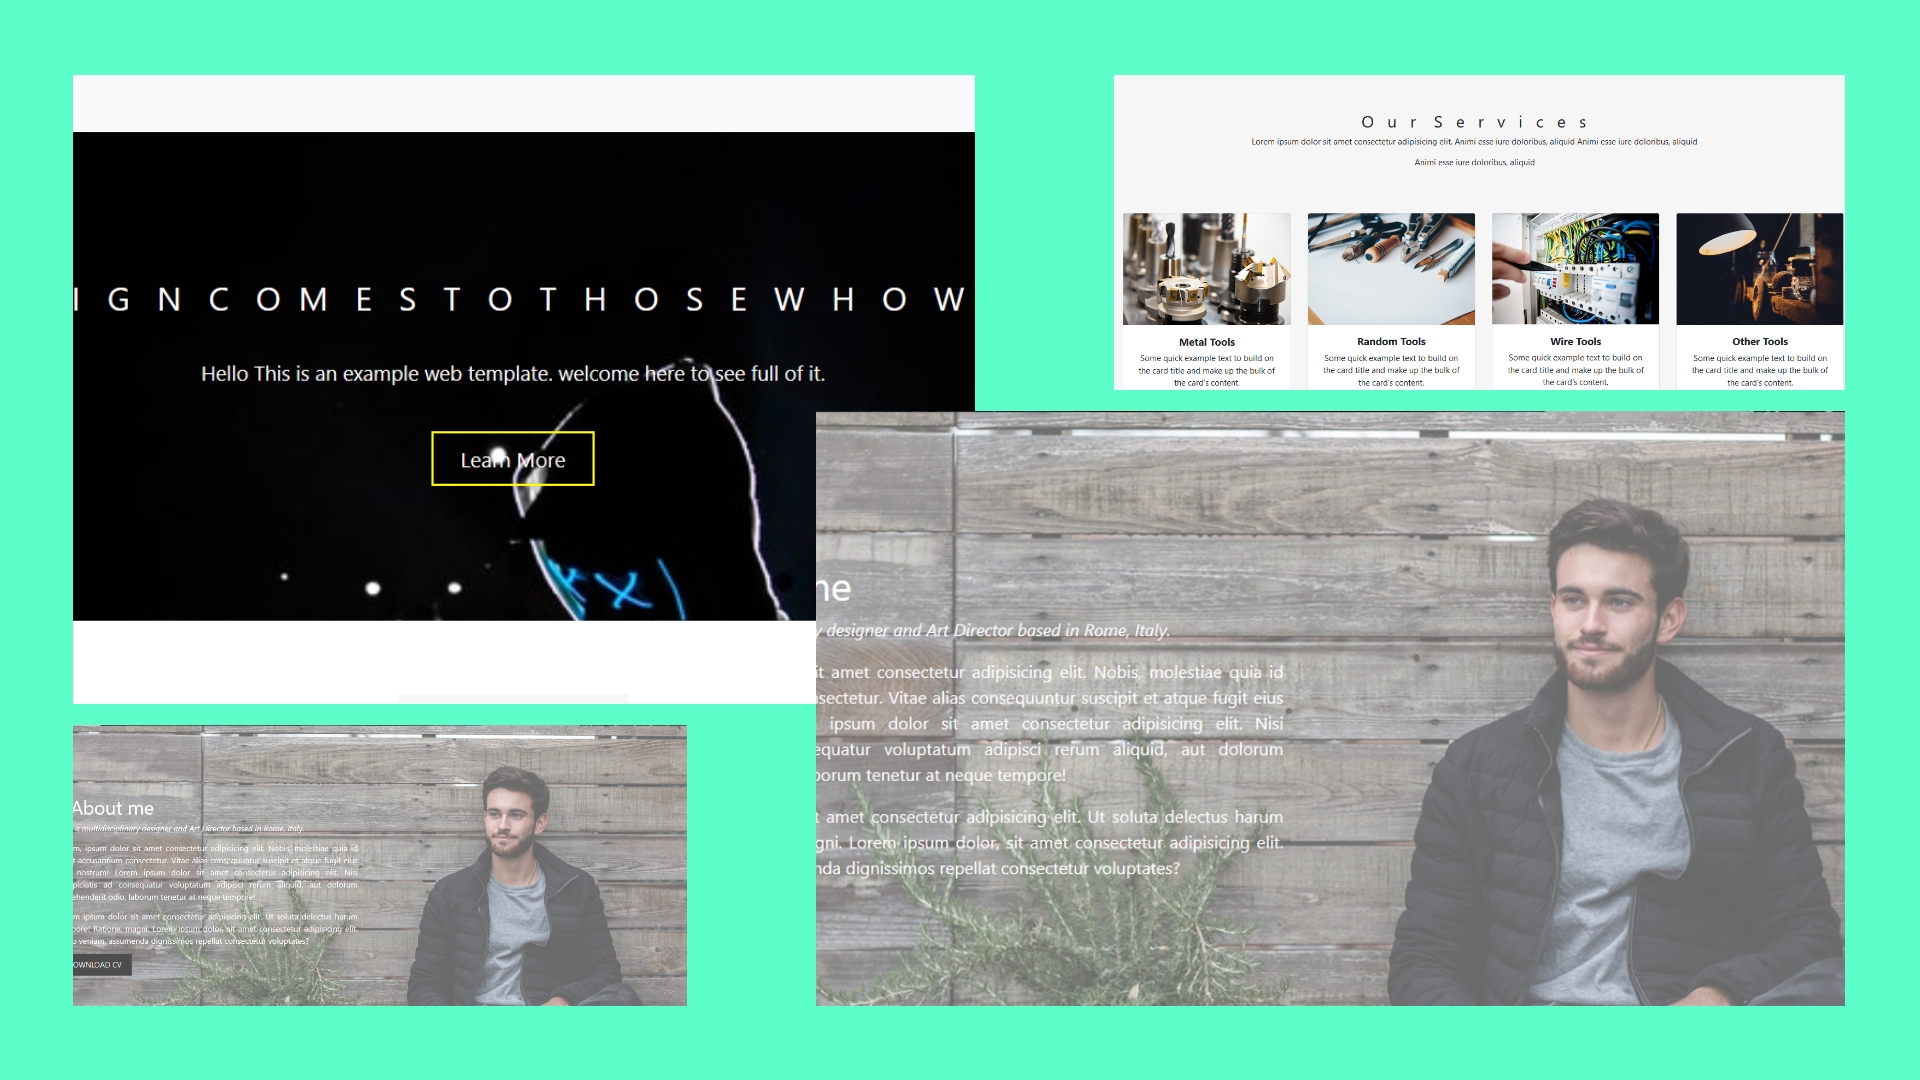 I G N C O M E S T O T H O S E W H O W
Hello This is an example web template. welcome here to see full of it.
Learn More
O u r S e r v i c e s
Lorem ipsum dolor sit amet consectetur adipisicing elit. Animi esse iure doloribus, aliquid Animi esse iure doloribus, aliquid
Animi esse iure doloribus, aliquid
Metal Tools
Some quick example text to build on
the card title and make up the bulk of
the card's content.
Random Tools
Some quick example text to build on
the card title and make up the bulk of
the card's content.
Wire Tools
Some quick example text to build on
the card title and make up the bulk of
the card's content.
Other Tools
Some quick example text to build on
the card title and make up the bulk of
the card's content.
About me
a multidisciplinary designer and Art Director based in Rome, Italy.
m, ipsum dolor sit amet consectetur adipisicing elit. Nobis, molestiae quia id
t accusantium consectetur. Vitae alias consequuntur suscipit et atque fugit eius
nostrum! Lorem ipsum dolor sit amet consectetur adipisicing elit. Nisi
piciatis ad consequatur voluptatum adipisci rerum aliquid, aut dolorum
ehenderit odio, laborum tenetur at neque tempore!
m ipsum dolor sit amet consectetur adipisicing elit. Ut soluta delectus harum
pore! Ratione, magni. Lorem ipsum dolor, sit amet consectetur adipisicing elit.
o veniam, assumenda dignissimos repellat consectetur voluptates?
OWNLOAD CV
ne
y designer and Art Director based in Rome, Italy.
it amet consectetur adipisicing elit. Nobis, molestiae quia id
nsectetur. Vitae alias consequuntur suscipit et atque fugit eius
ipsum dolor sit amet consectetur adipisicing elit. Nisi
equatur voluptatum adipisci rerum aliquid, aut dolorum
borum tenetur at neque tempore!
t amet consectetur adipisicing elit. Ut soluta delectus harum
gni. Lorem ipsum dolor, sit amet consectetur adipisicing elit.
nda dignissimos repellat consectetur voluptates?